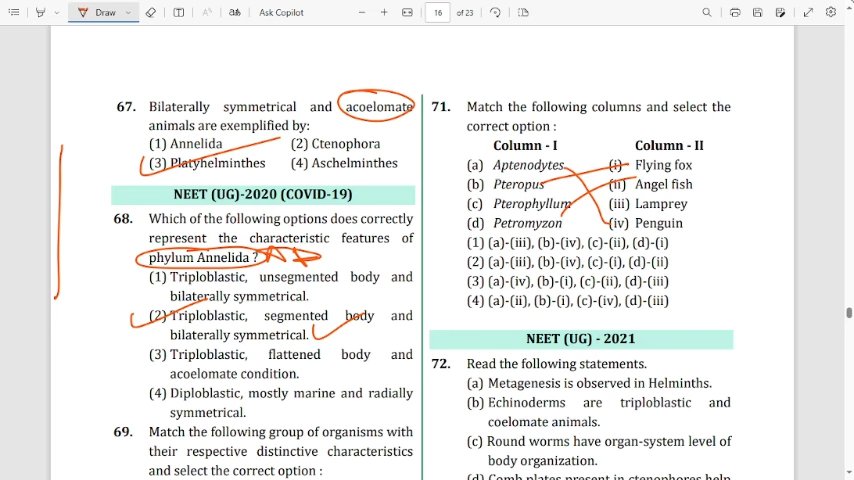 Draw
Ask Copilot
16 of 23
67. Bilaterally symmetrical and acoelomate
animals are exemplified by:
(1) Annelida (2) Ctenophora
(3) Platyhelminthes (4) Aschelminthes
NEET (UG)-2020 (COVID-19)
68. Which of the following options does correctly
represent the characteristic features of
phylum Annelida ?
(1) Triploblastic, unsegmented body and
bilaterally symmetrical.
(2) Triploblastic, segmented body and
bilaterally symmetrical.
(3) Triploblastic, flattened body and
acoelomate condition.
(4) Diploblastic, mostly marine and radially
symmetrical.
69. Match the following group of organisms with
their respective distinctive characteristics
and select the correct option :
71. Match the following columns and select the
correct option :
Column - I Column - II
(a) Aptenodytes (i) Flying fox
(b) Pteropus (ii) Angel fish
(c) Pterophyllum (iii) Lamprey
(d) Petromyzon (iv) Penguin
(1) (a)-(iii), (b)-(iv), (c)-(ii), (d)-(i)
(2) (a)-(iii), (b)-(iv), (c)-(i), (d)-(ii)
(3) (a)-(iv), (b)-(i), (c)-(ii), (d)-(iii)
(4) (a)-(ii), (b)-(i), (c)-(iv), (d)-(iii)
NEET (UG) - 2021
72. Read the following statements.
(a) Metagenesis is observed in Helminths.
(b) Echinoderms are triploblastic and
coelomate animals.
(c) Round worms have organ-system level of
body organization.
(d) Comb plates present in ctenophores help